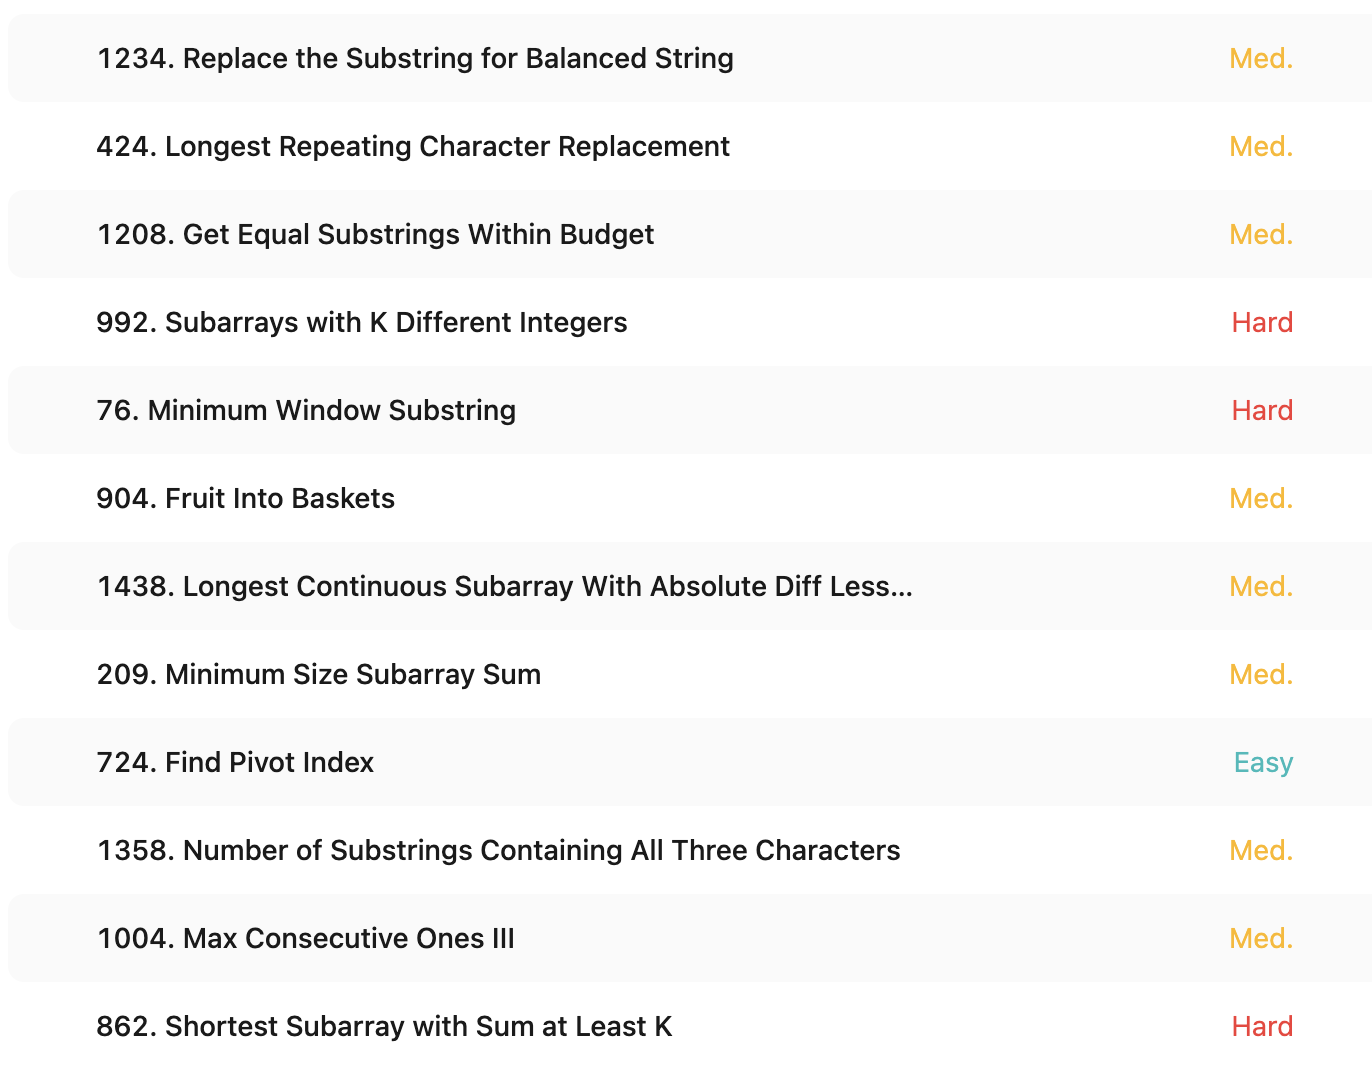 1234. Replace the Substring for Balanced String Med.
424. Longest Repeating Character Replacement Med.
1208. Get Equal Substrings Within Budget Med.
992. Subarrays with K Different Integers Hard
76. Minimum Window Substring Hard
904. Fruit Into Baskets Med.
1438. Longest Continuous Subarray With Absolute Diff Less... Med.
209. Minimum Size Subarray Sum Med.
724. Find Pivot Index Easy
1358. Number of Substrings Containing All Three Characters Med.
1004. Max Consecutive Ones III Med.
862. Shortest Subarray with Sum at Least K Hard